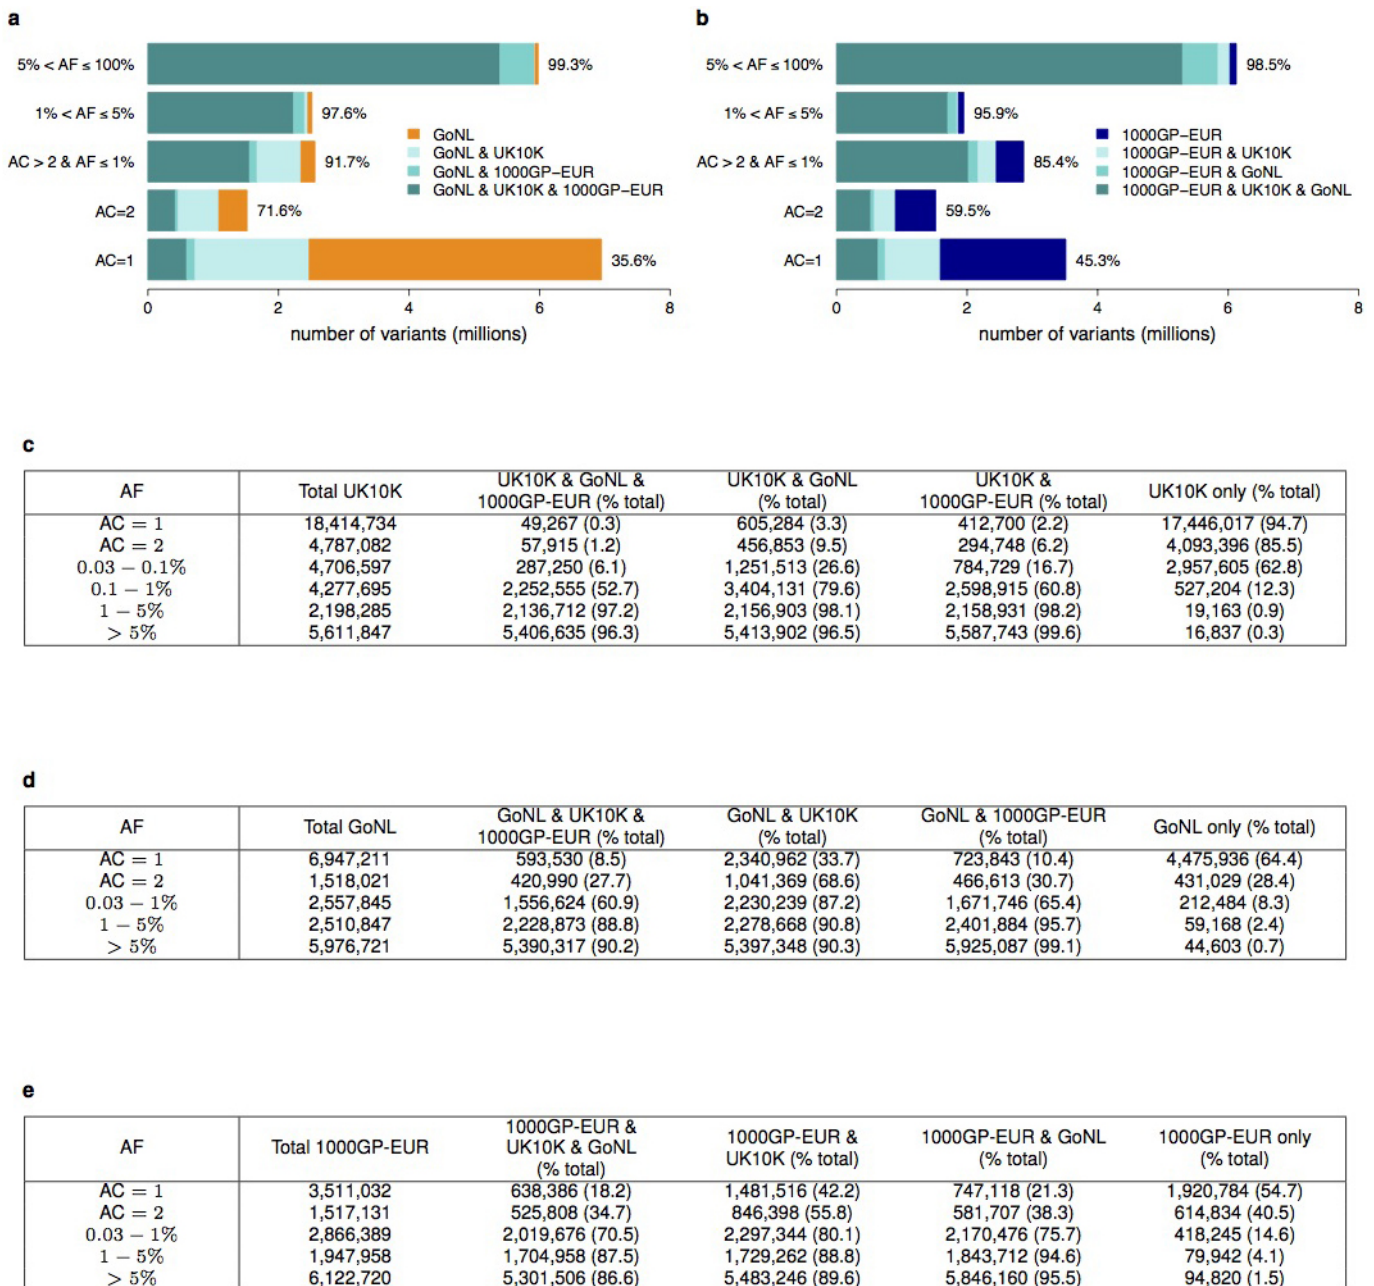 a
5% < AF ≤ 100%
99.3%
1% < AF ≤ 5%
97.6%
AC > 2 & AF ≤ 1%
91.7%
AC=2
71.6%
AC=1
35.6%
GoNL
GoNL & UK10K
GoNL & 1000GP−EUR
GoNL & UK10K & 1000GP−EUR
0 2 4 6 8
number of variants (millions)
b
5% < AF ≤ 100%
98.5%
1% < AF ≤ 5%
95.9%
AC > 2 & AF ≤ 1%
85.4%
AC=2
59.5%
AC=1
45.3%
1000GP−EUR
1000GP−EUR & UK10K
1000GP−EUR & GoNL
1000GP−EUR & UK10K & GoNL
0 2 4 6 8
number of variants (millions)
c
AF Total UK10K UK10K & GoNL & 1000GP-EUR (% total) UK10K & GoNL (% total) UK10K & 1000GP-EUR (% total) UK10K only (% total)
AC = 1 18,414,734 49,267 (0.3) 605,284 (3.3) 412,700 (2.2) 17,446,017 (94.7)
AC = 2 4,787,082 57,915 (1.2) 456,853 (9.5) 294,748 (6.2) 4,093,396 (85.5)
0.03 − 0.1% 4,706,597 287,250 (6.1) 1,251,513 (26.6) 784,729 (16.7) 2,957,605 (62.8)
0.1 − 1% 4,277,695 2,252,555 (52.7) 3,404,131 (79.6) 2,598,915 (60.8) 527,204 (12.3)
1 − 5% 2,198,285 2,136,712 (97.2) 2,156,903 (98.1) 2,158,931 (98.2) 19,163 (0.9)
> 5% 5,611,847 5,406,635 (96.3) 5,413,902 (96.5) 5,587,743 (99.6) 16,837 (0.3)
d
AF Total GoNL GoNL & UK10K & 1000GP-EUR (% total) GoNL & UK10K (% total) GoNL & 1000GP-EUR (% total) GoNL only (% total)
AC = 1 6,947,211 593,530 (8.5) 2,340,962 (33.7) 723,843 (10.4) 4,475,936 (64.4)
AC = 2 1,518,021 420,990 (27.7) 1,041,369 (68.6) 466,613 (30.7) 431,029 (28.4)
0.03 − 1% 2,557,845 1,556,624 (60.9) 2,230,239 (87.2) 1,671,746 (65.4) 212,484 (8.3)
1 − 5% 2,510,847 2,228,873 (88.8) 2,278,668 (90.8) 2,401,884 (95.7) 59,168 (2.4)
> 5% 5,976,721 5,390,317 (90.2) 5,397,348 (90.3) 5,925,087 (99.1) 44,603 (0.7)
e
AF Total 1000GP-EUR 1000GP-EUR & UK10K & GoNL (% total) 1000GP-EUR & UK10K (% total) 1000GP-EUR & GoNL (% total) 1000GP-EUR only (% total)
AC = 1 3,511,032 638,386 (18.2) 1,481,516 (42.2) 747,118 (21.3) 1,920,784 (54.7)
AC = 2 1,517,131 525,808 (34.7) 846,398 (55.8) 581,707 (38.3) 614,834 (40.5)
0.03 − 1% 2,866,389 2,019,676 (70.5) 2,297,344 (80.1) 2,170,476 (75.7) 418,245 (14.6)
1 − 5% 1,947,958 1,704,958 (87.5) 1,729,262 (88.8) 1,843,712 (94.6) 79,942 (4.1)
> 5% 6,122,720 5,301,506 (86.6) 5,483,246 (89.6) 5,846,160 (95.5) 94,820 (1.5)